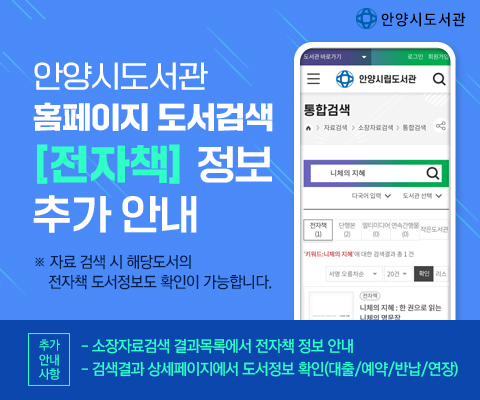 안양시도서관
안양시도서관
홈페이지 도서검색
[전자책] 정보
추가 안내
※ 자료 검색 시 해당도서의
전자책 도서정보도 확인이 가능합니다.
도서관 바로가기 로그인 회원가입
안양시립도서관
통합검색
자료검색 > 소장자료검색 > 통합검색
니체의 지혜
다국어 입력 도서관 선택
전자책 단행본 멀티미디어 연속간행물 작은도서관
(1) (2) (0) (0)
'키워드:니체의 지혜'에 대한 검색결과 총 1 건
서명 오름차순 20건 확인 리스
전자책
니체의 지혜 : 한 권으로 읽는
니체의 명문장
추가
안내
사항
- 소장자료검색 결과목록에서 전자책 정보 안내
- 검색결과 상세페이지에서 도서정보 확인(대출/예약/반납/연장)